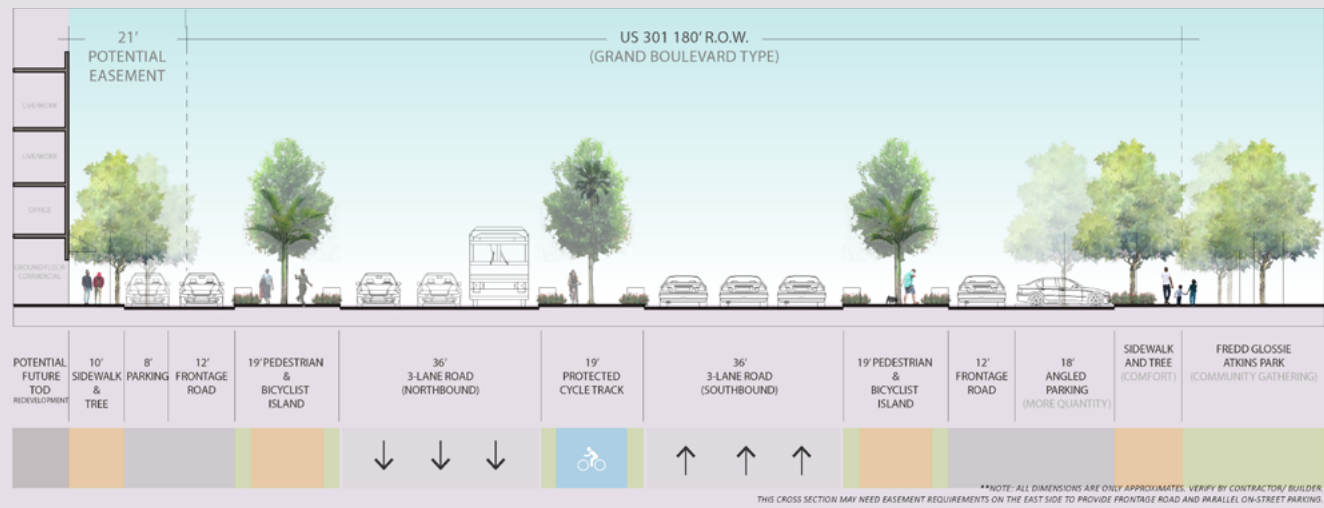 21'
POTENTIAL
EASEMENT
US 301 180' R.O.W.
(GRAND BOULEVARD TYPE)
LIVE/WORK
LIVE/WORK
OFFICE
GROUND FLOOR
COMMERCIAL
POTENTIAL
FUTURE
TOD
REDEVELOPMENT
10'
SIDEWALK
&
TREE
8'
PARKING
12'
FRONTAGE
ROAD
19' PEDESTRIAN
&
BICYCLIST
ISLAND
36'
3-LANE ROAD
(NORTHBOUND)
19'
PROTECTED
CYCLE TRACK
36'
3-LANE ROAD
(SOUTHBOUND)
19' PEDESTRIAN
&
BICYCLIST
ISLAND
12'
FRONTAGE
ROAD
18'
ANGLED
PARKING
(MORE QUANTITY)
SIDEWALK
AND TREE
(COMFORT)
FREDD GLOSSIE
ATKINS PARK
(COMMUNITY GATHERING)
**NOTE: ALL DIMENSIONS ARE ONLY APPROXIMATES. VERIFY BY CONTRACTOR/ BUILDER.
THIS CROSS SECTION MAY NEED EASEMENT REQUIREMENTS ON THE EAST SIDE TO PROVIDE FRONTAGE ROAD AND PARALLEL ON-STREET PARKING.